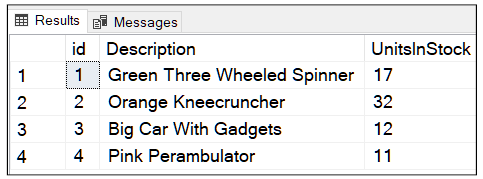 Results Messages
id Description UnitsInStock
1 1 Green Three Wheeled Spinner 17
2 2 Orange Kneecruncher 32
3 3 Big Car With Gadgets 12
4 4 Pink Perambulator 11